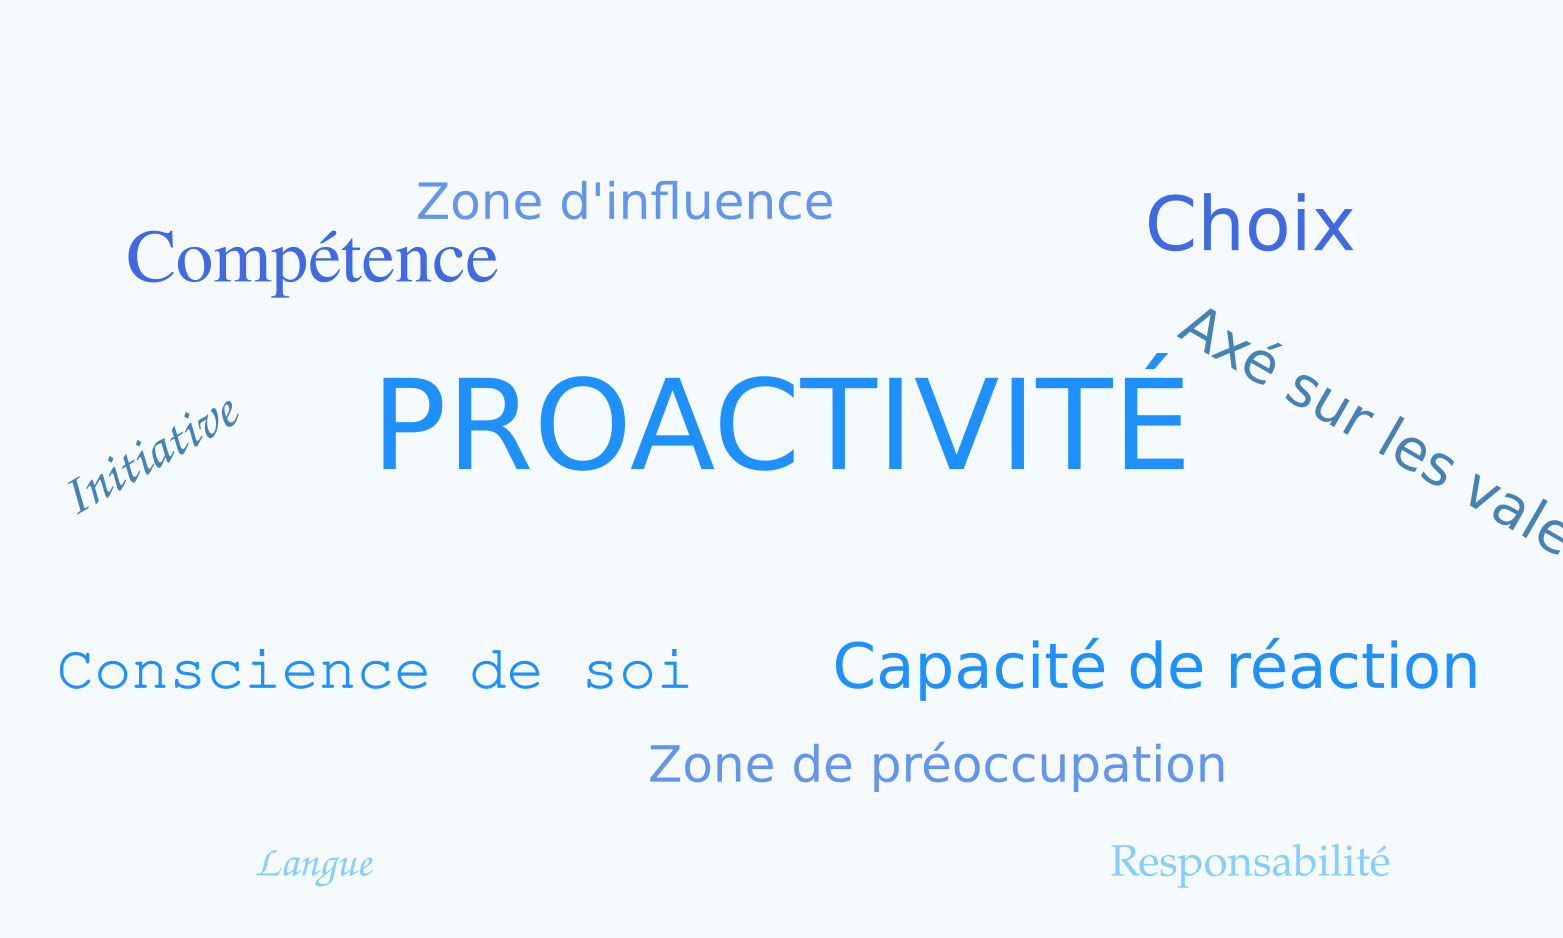 Zone d'influence
Choix
Compétence
Axé sur les vale
PROACTIVITÉ
Initiative
Conscience de soi
Capacité de réaction
Zone de préoccupation
Langue
Responsabilité